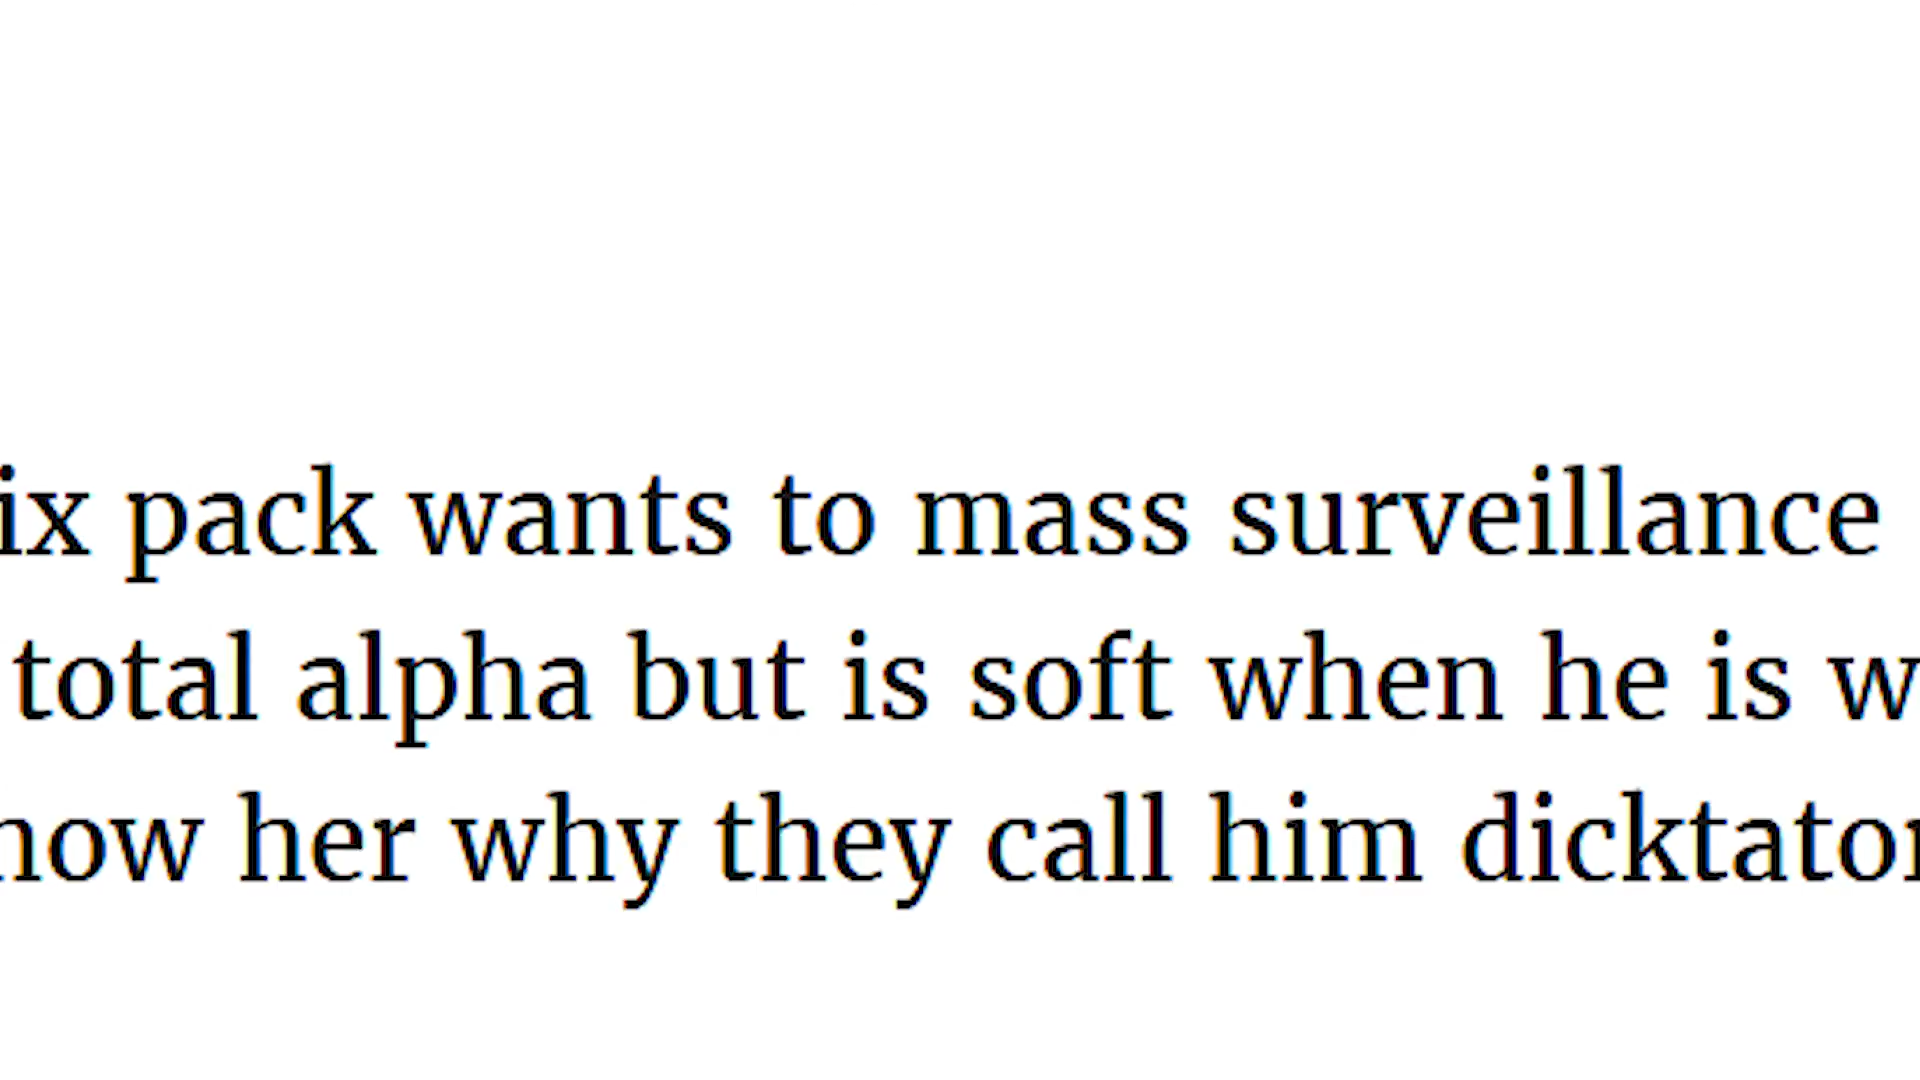 ix pack wants to mass surveillance
total alpha but is soft when he is w
now her why they call him dicktator